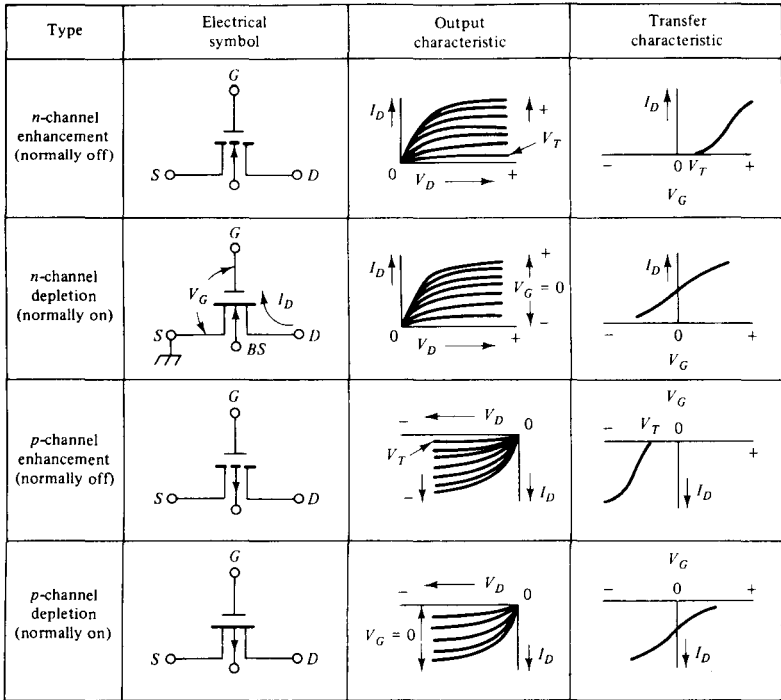 Type
Electrical
symbol
Output
characteristic
Transfer
characteristic
n-channel
enhancement
(normally off)
G
S
D
I_D
+
V_T
0
V_D
+
I_D
-
0
V_T
+
V_G
n-channel
depletion
(normally on)
G
V_G
I_D
S
BS
D
I_D
+
V_G = 0
-
0
V_D
+
I_D
-
0
+
V_G
p-channel
enhancement
(normally off)
G
S
D
-
V_D
0
V_T
-
I_D
V_G
-
V_T
0
+
I_D
p-channel
depletion
(normally on)
G
S
D
-
V_D
0
V_G = 0
I_D
V_G
-
0
+
I_D